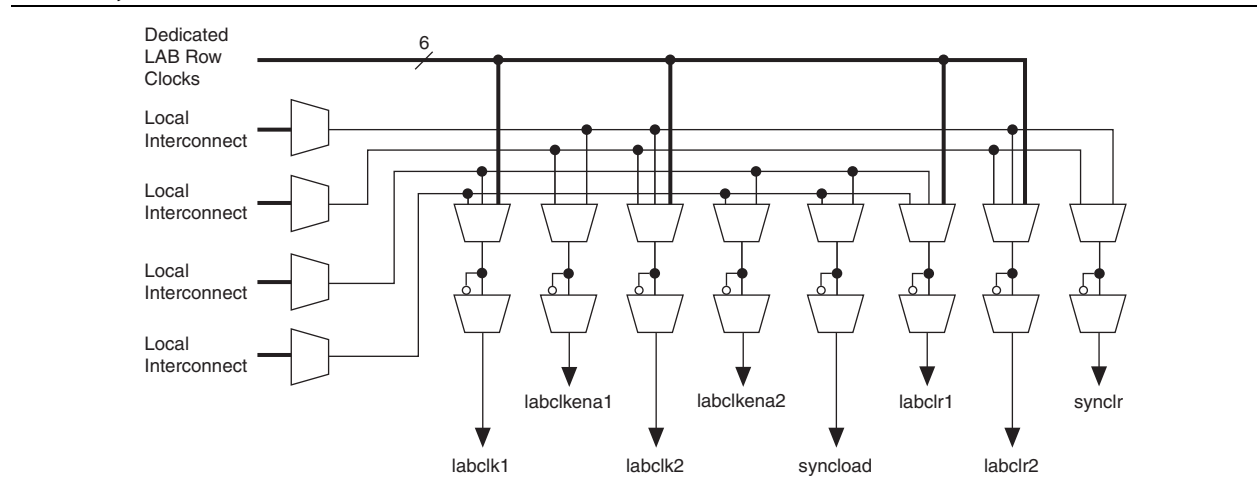 Dedicated
LAB Row
Clocks
6
Local
Interconnect
Local
Interconnect
Local
Interconnect
Local
Interconnect
labclkena1
labclkena2
labclr1
synclr
labclk1
labclk2
syncload
labclr2